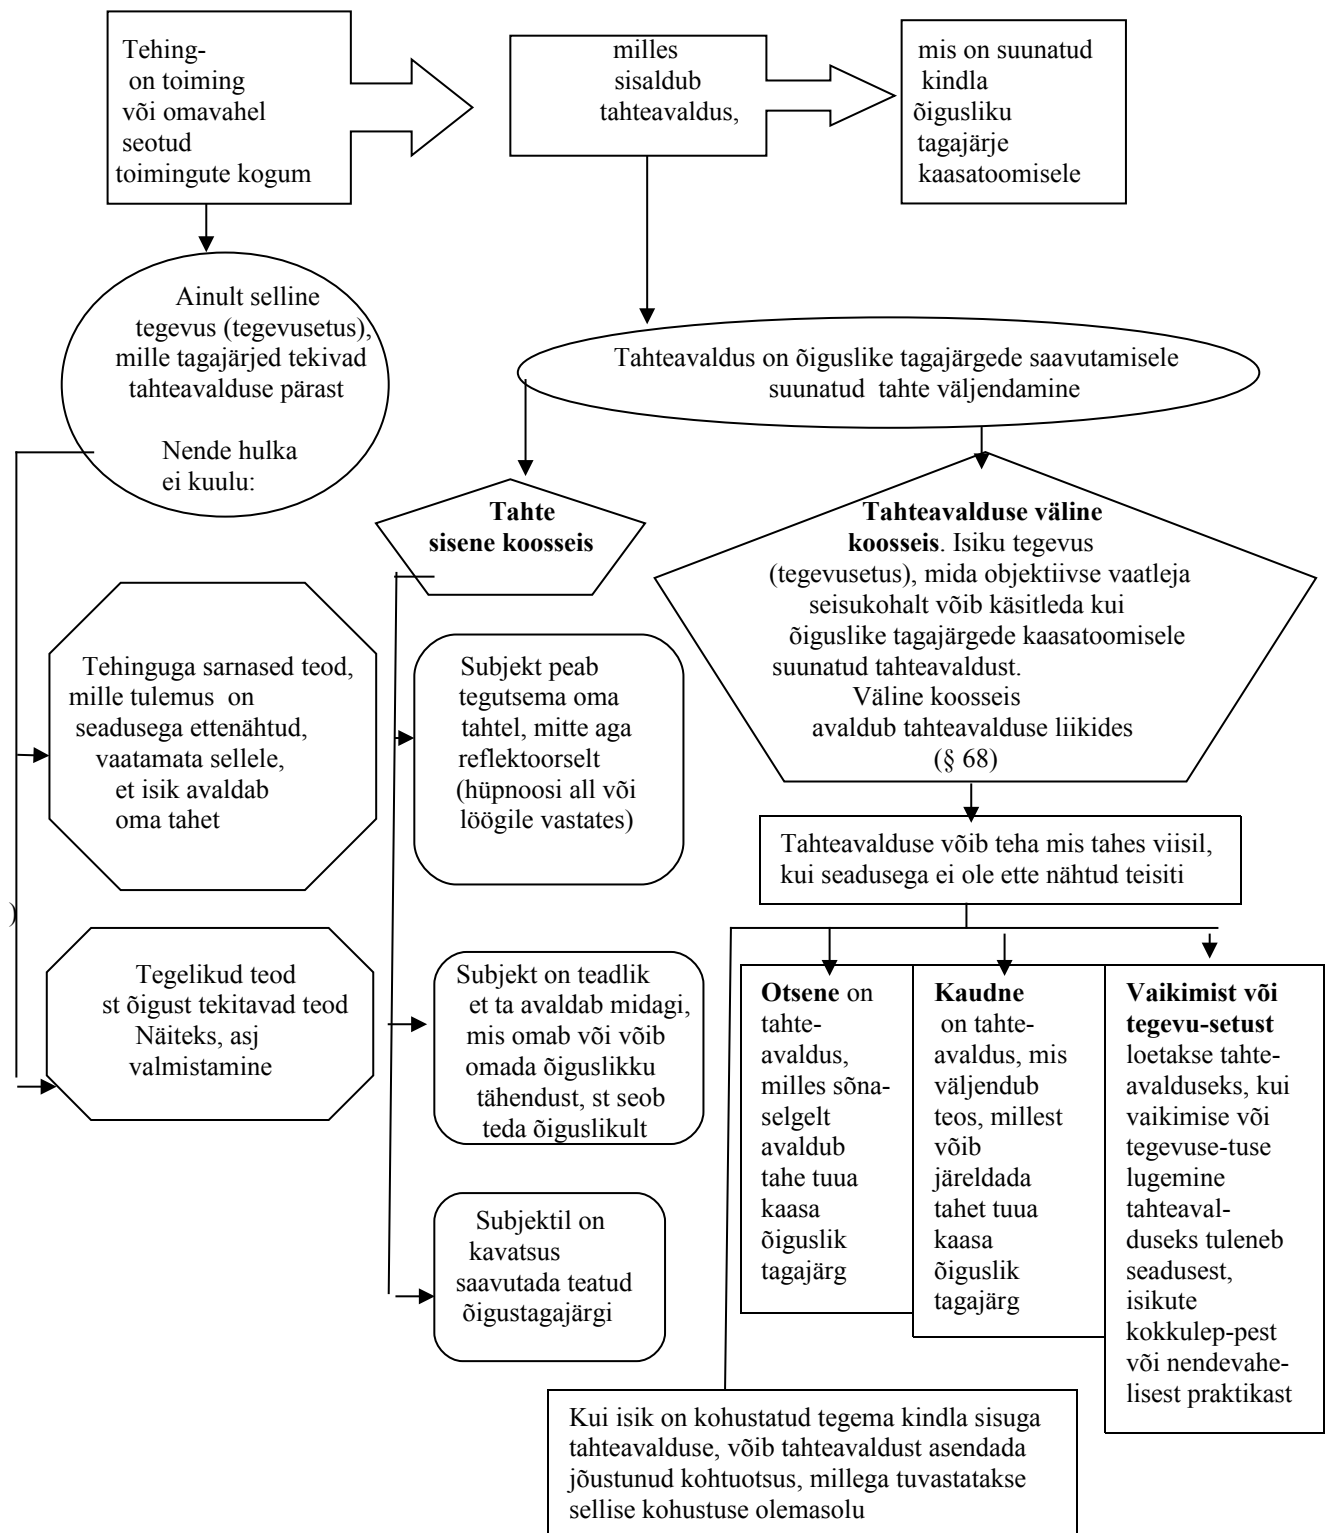 Tehing-
on toiming
või omavahel
seotud
toimingute kogum
milles
sisaldub
tahteavaldus,
mis on suunatud
kindla
õigusliku
tagajärje
kaasatoomisele
Ainult selline
tegevus (tegevusetus),
mille tagajärjed tekivad
tahteavalduse pärast
Nende hulka
ei kuulu:
Tahteavaldus on õiguslike tagajärgede saavutamisele
suunatud tahte väljendamine
Tahte
sisene koosseis
Tahteavalduse väline
koosseis. Isiku tegevus
(tegevusetus), mida objektiivse vaatleja
seisukohalt võib käsitleda kui
õiguslike tagajärgede kaasatoomisele
suunatud tahteavaldust.
Väline koosseis
avaldub tahteavalduse liikides
(§ 68)
Tehinguga sarnased teod,
mille tulemus on
seadusega ettenähtud,
vaatamata sellele,
et isik avaldab
oma tahet
Subjekt peab
tegutsema oma
tahtel, mitte aga
reflektoorselt
(hüpnoosi all või
löögile vastates)
Tahteavalduse võib teha mis tahes viisil,
kui seadusega ei ole ette nähtud teisiti
)
Tegelikud teod
st õigust tekitavad teod
Näiteks, asj
valmistamine
Subjekt on teadlik
et ta avaldab midagi,
mis omab või võib
omada õiguslikku
tähendust, st seob
teda õiguslikult
Subjektil on
kavatsus
saavutada teatud
õigustagajärgi
Otsene on
tahte-
avaldus,
milles sõna-
selgelt
avaldub
tahe tuua
kaasa
õiguslik
tagajärg
Kaudne
on tahte-
avaldus, mis
väljendub
teos, millest
võib
järeldada
tahet tuua
kaasa
õiguslik
tagajärg
Vaikimist või
tegevu-setust
loetakse tahte-
avalduseks, kui
vaikimise või
tegevuse-tuse
lugemine
tahteaval-
duseks tuleneb
seadusest,
isikute
kokkulep-pest
või nendevahe-
lisest praktikast
Kui isik on kohustatud tegema kindla sisuga
tahteavalduse, võib tahteavaldust asendada
jõustunud kohtuotsus, millega tuvastatakse
sellise kohustuse olemasolu